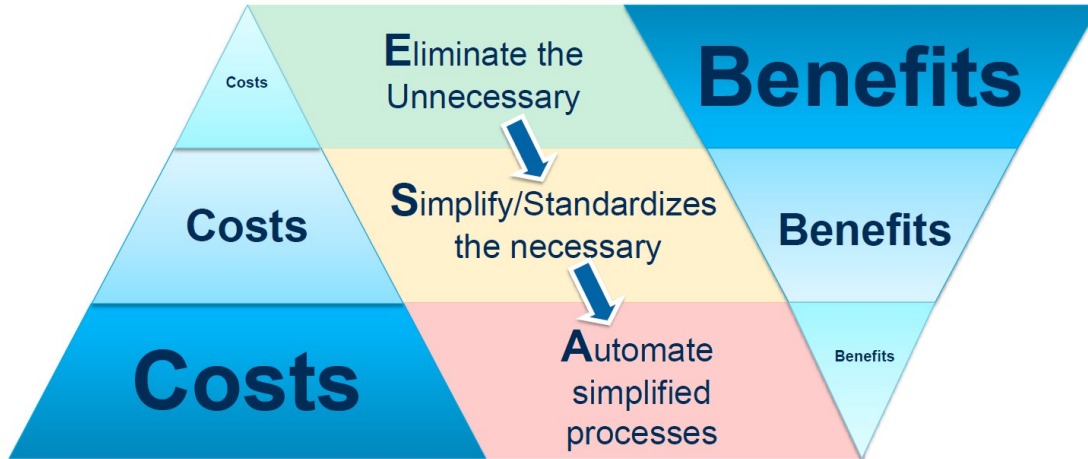 Costs
Eliminate the
Unnecessary
Benefits
Costs
Simplify/Standardizes
the necessary
Benefits
Costs
Automate
simplified
processes
Benefits